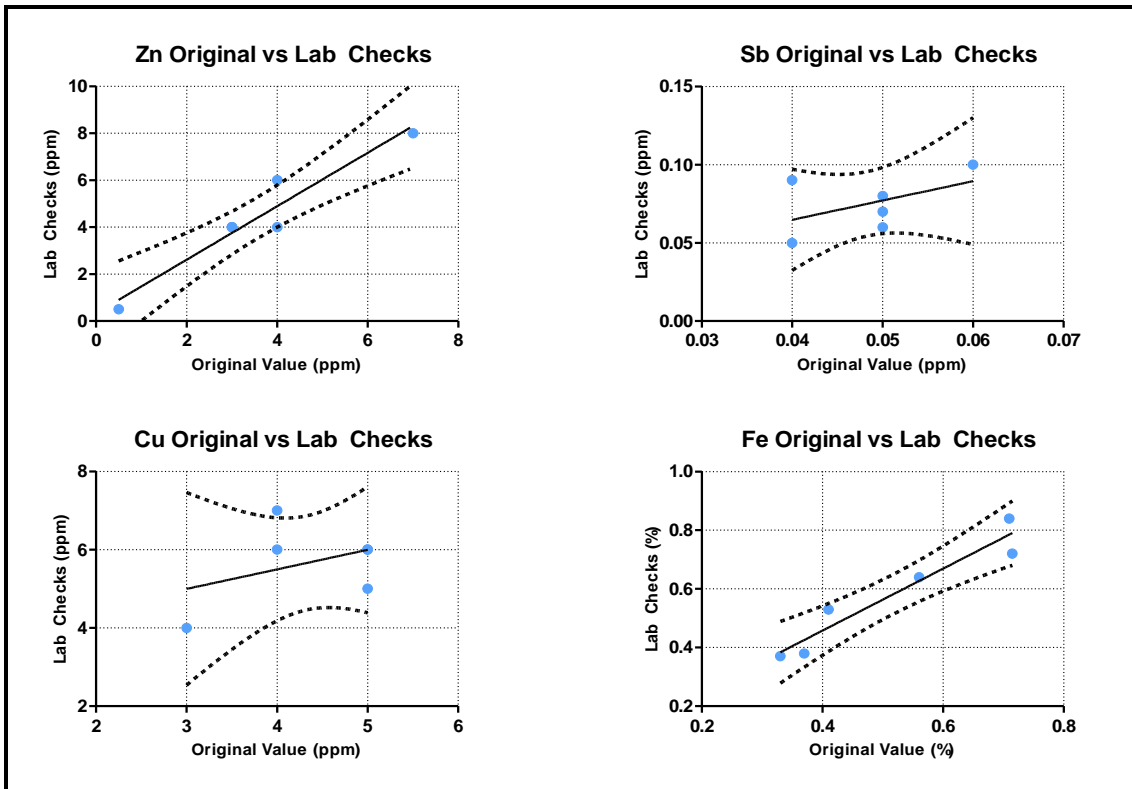 Zn Original vs Lab Checks
10
8
6
4
2
0
Lab Checks (ppm)
0 2 4 6 8
Original Value (ppm)
Sb Original vs Lab Checks
0.15
0.10
0.05
0.00
Lab Checks (ppm)
0.03 0.04 0.05 0.06 0.07
Original Value (ppm)
Cu Original vs Lab Checks
8
6
4
2
Lab Checks (ppm)
2 3 4 5 6
Original Value (ppm)
Fe Original vs Lab Checks
1.0
0.8
0.6
0.4
0.2
Lab Checks (%)
0.2 0.4 0.6 0.8
Original Value (%)